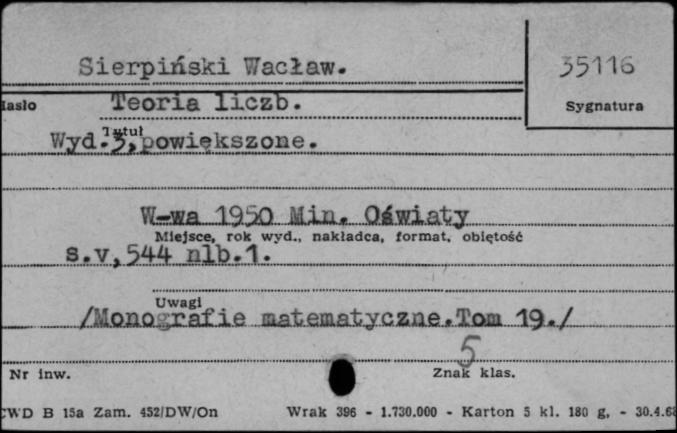 Sierpiński Wacław.
35116
Hasło Teoria liczb.
Sygnatura
Tytuł
Wyd. 3, powiększone.
W-wa 1950 Min. Oświaty
Miejsce, rok wyd., nakładca, format, obiętość
s.v,544 nlb.1.
Uwagi
/Monografie matematyczne.Tom 19./
5
Nr inw. Znak klas.
CWD B 15a Zam. 452/DW/On Wrak 396 - 1.730.000 - Karton 5 kl. 180 g, - 30.4.68